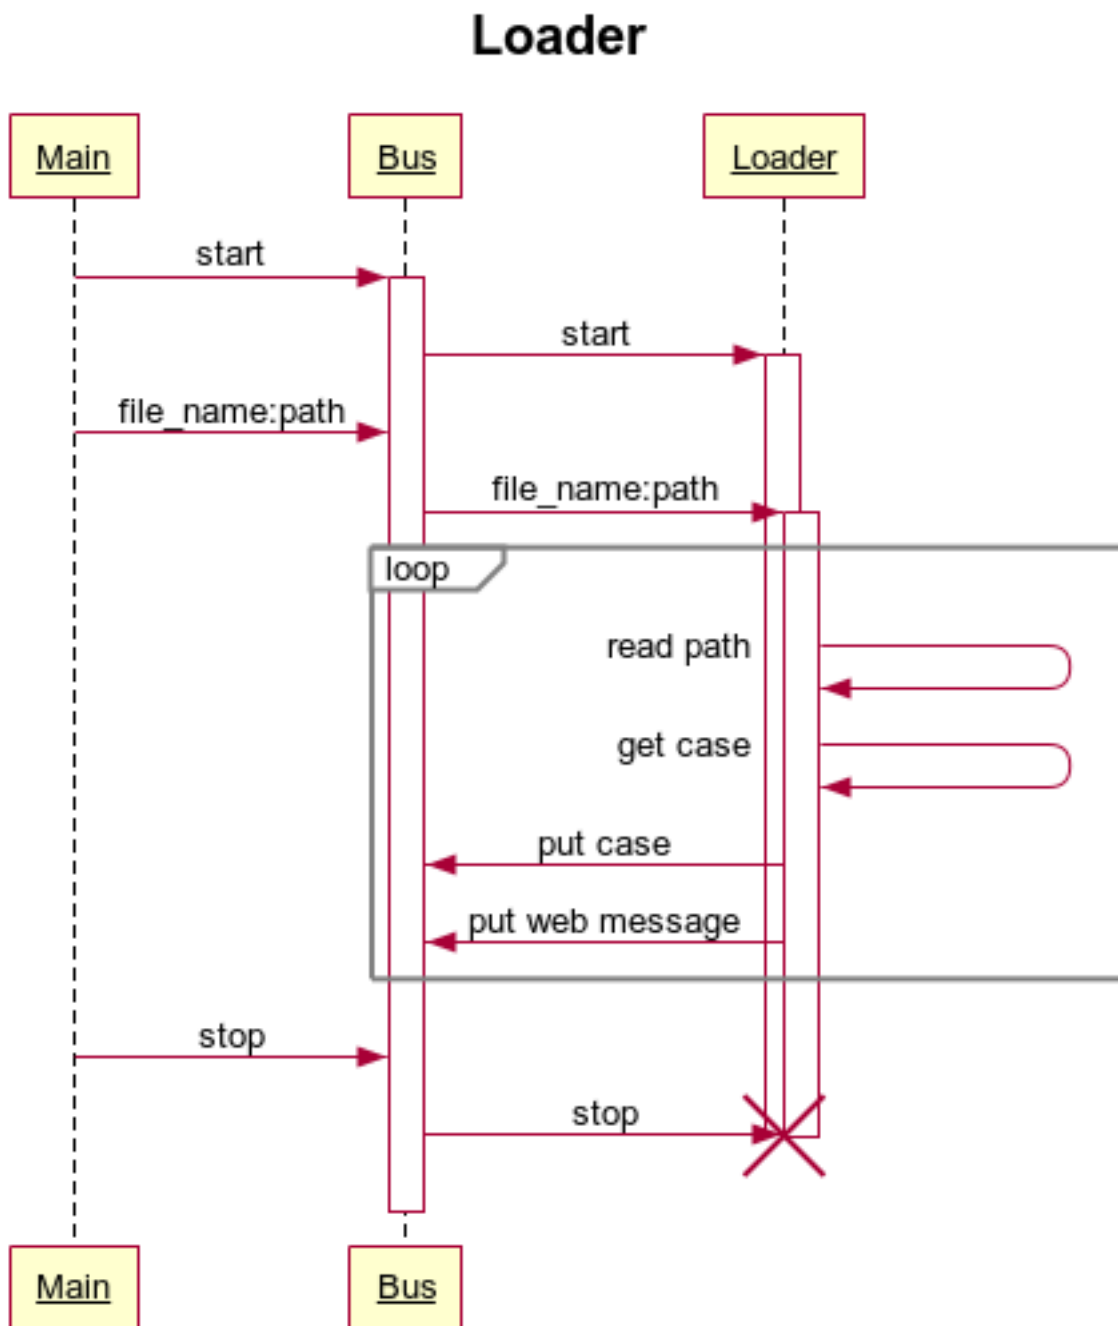 Loader
Main
Bus
Loader
start
start
file_name:path
file_name:path
loop
read path
get case
put case
put web message
stop
stop
Main
Bus